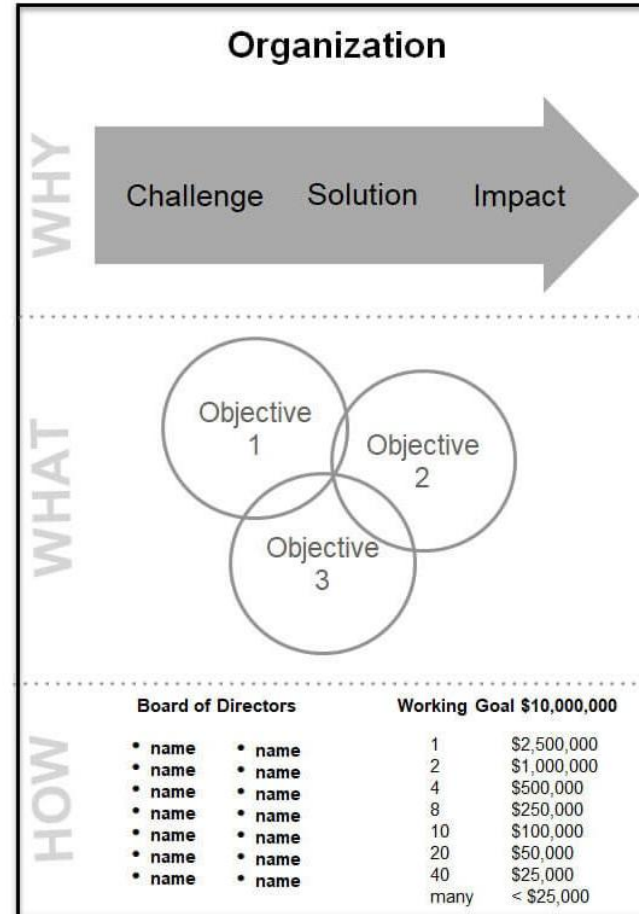 Organization
WHY
Challenge Solution Impact
WHAT
Objective
1
Objective
2
Objective
3
HOW
Board of Directors
• name • name
• name • name
• name • name
• name • name
• name • name
• name • name
• name • name
Working Goal $10,000,000
1 $2,500,000
2 $1,000,000
4 $500,000
8 $250,000
10 $100,000
20 $50,000
40 $25,000
many < $25,000